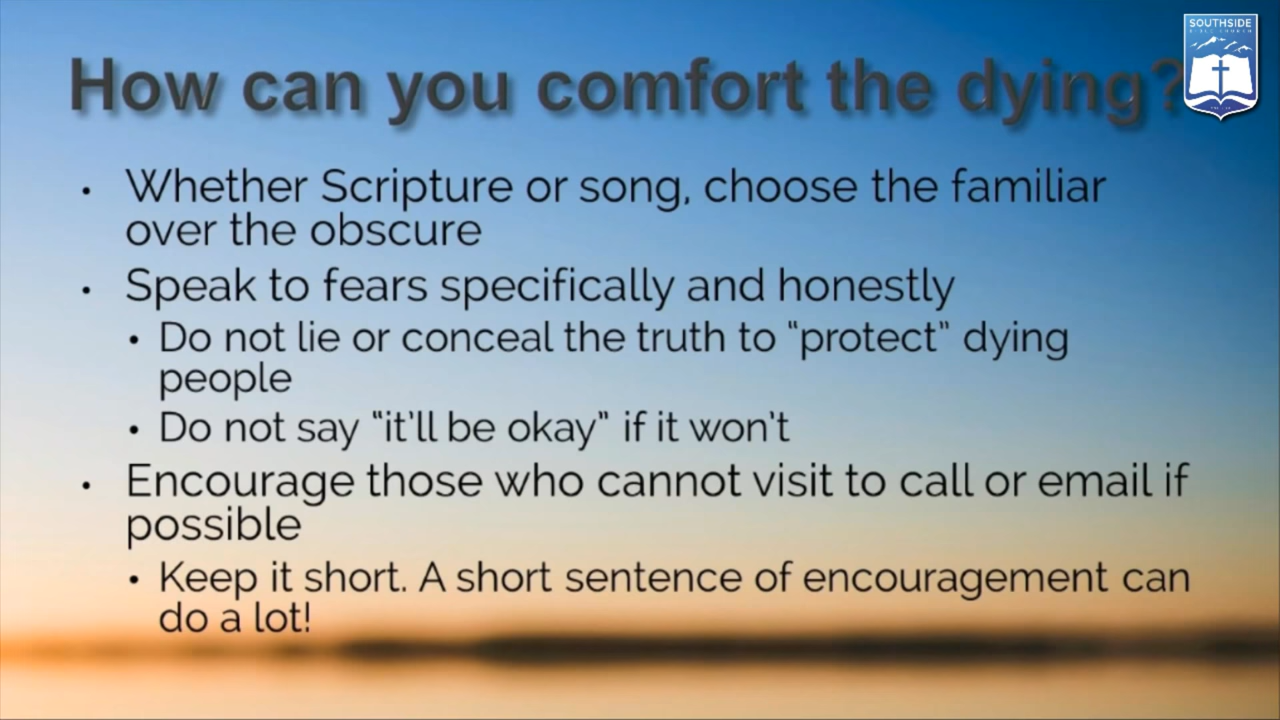 How can you comfort the dying?
SOUTHSIDE
BIBLE CHURCH
• Whether Scripture or song, choose the familiar
over the obscure
• Speak to fears specifically and honestly
• Do not lie or conceal the truth to “protect” dying
people
• Do not say “it'll be okay” if it won't
• Encourage those who cannot visit to call or email if
possible
• Keep it short. A short sentence of encouragement can
do a lot!